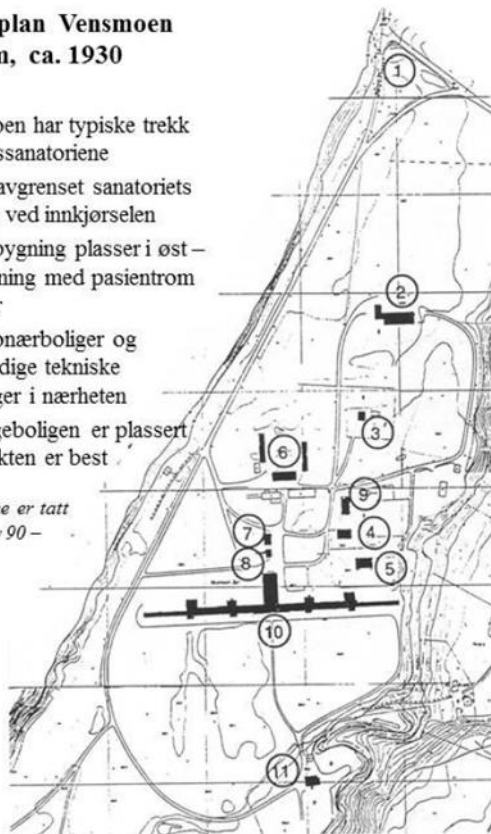 plan Vensmoen
n, ca. 1930
oen har typiske trekk
ssanatoriene
avgrenset sanatoriets
ved innkjørselen
bygning plasser i øst –
ning med pasientrom
r
onærboliger og
dige tekniske
ger i nærheten
geboligen er plassert
kten er best
e er tatt
90 –
1
2
3
6
9
7
4
8
5
10
11